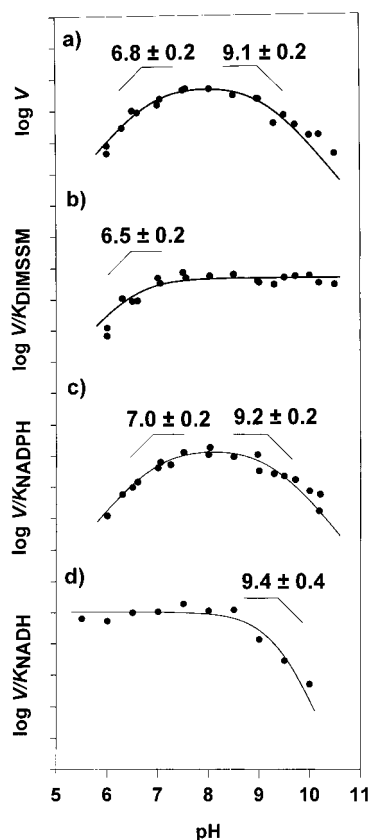 a)
6.8 ± 0.2 9.1 ± 0.2
log V
b)
6.5 ± 0.2
log V/KDIMSSM
c)
7.0 ± 0.2 9.2 ± 0.2
log V/KNADPH
d)
9.4 ± 0.4
log V/KNADH
5 6 7 8 9 10 11
pH